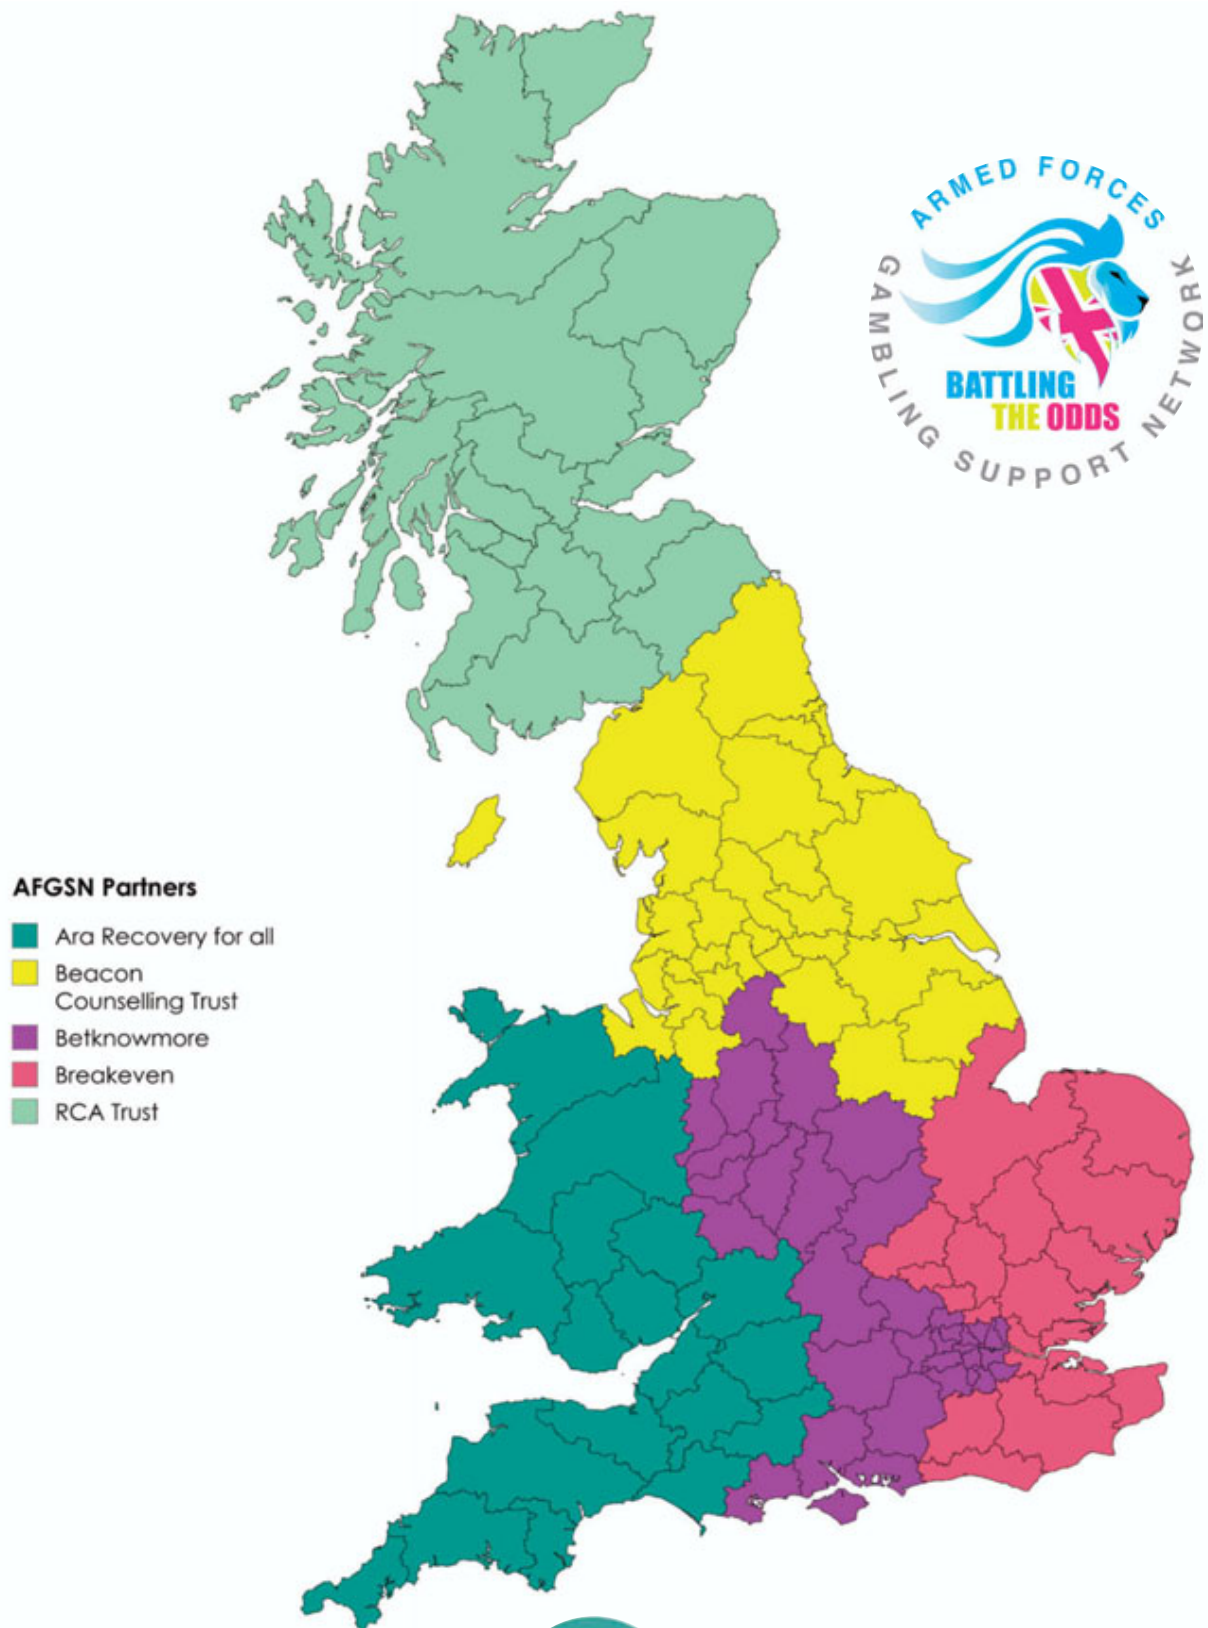 ARMED FORCES
GAMBLING SUPPORT NETWORK
BATTLING
THE ODDS
AFGSN Partners
Ara Recovery for all
Beacon
Counselling Trust
Betknowmore
Breakeven
RCA Trust